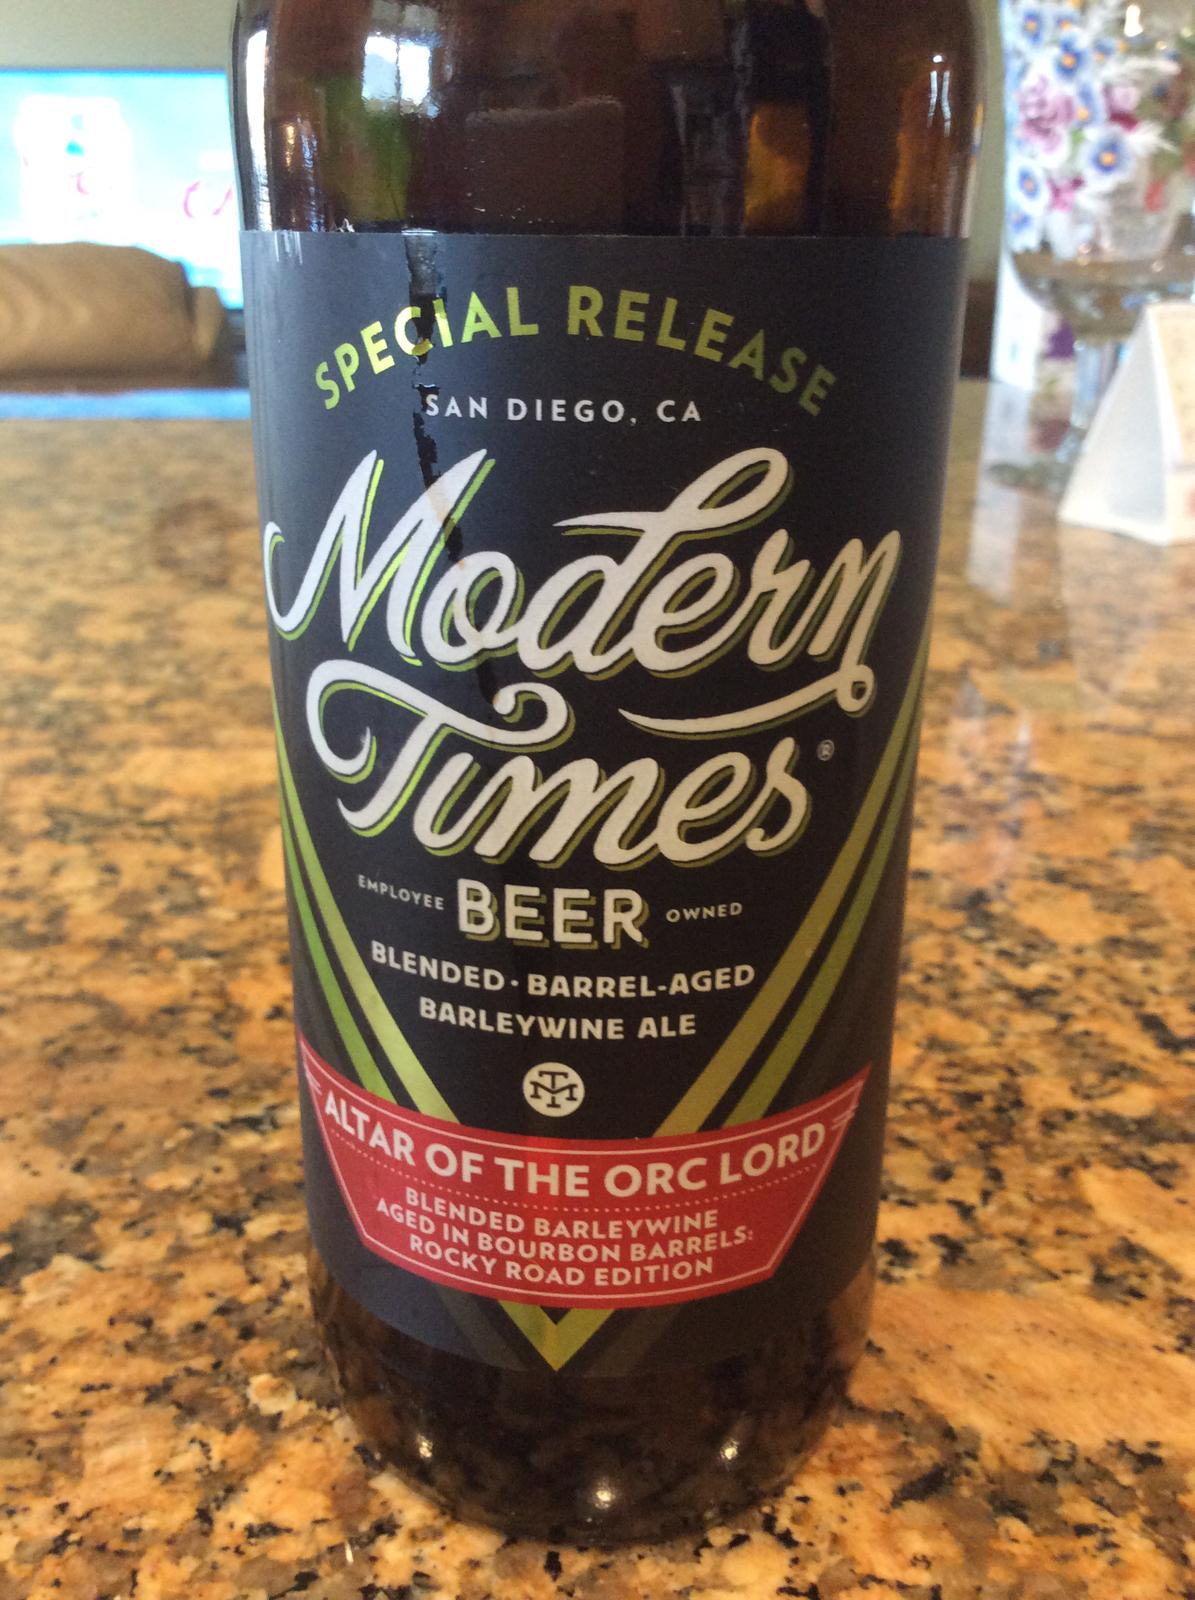 SPECIAL RELEASE
SAN DIEGO, CA
Modern
Times®
EMPLOYEE BEER OWNED
BLENDED · BARREL-AGED
BARLEYWINE ALE
ALTAR OF THE ORC LORD
BLENDED BARLEYWINE
AGED IN BOURBON BARRELS:
ROCKY ROAD EDITION